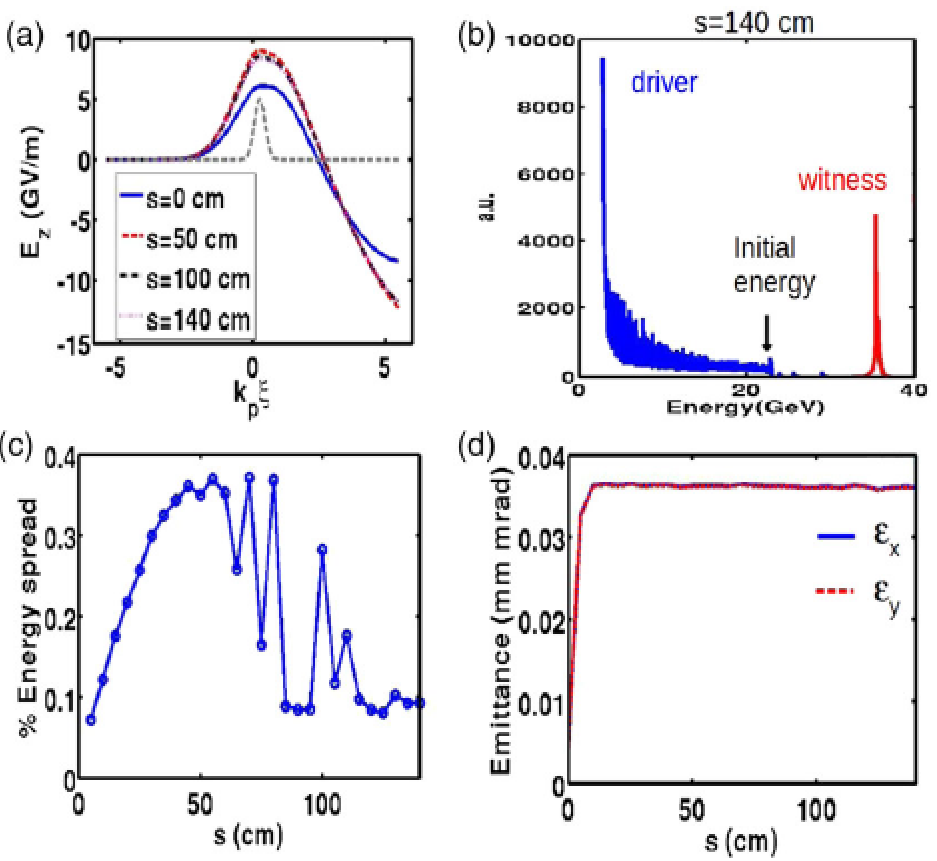 (a)
10
5
0
-5
-10
-15
E_z (GV/m)
s=0 cm
s=50 cm
s=100 cm
s=140 cm
-5 0 5
k_pξ
(b)
s=140 cm
10000
8000
6000
4000
2000
0
a.u.
driver
witness
Initial
energy
0 20 40
Energy(GeV)
(c)
0.4
0.3
0.2
0.1
0
% Energy spread
0 50 100
s (cm)
(d)
0.04
0.03
0.02
0.01
0
Emittance (mm mrad)
ε_x
ε_y
0 50 100
s (cm)